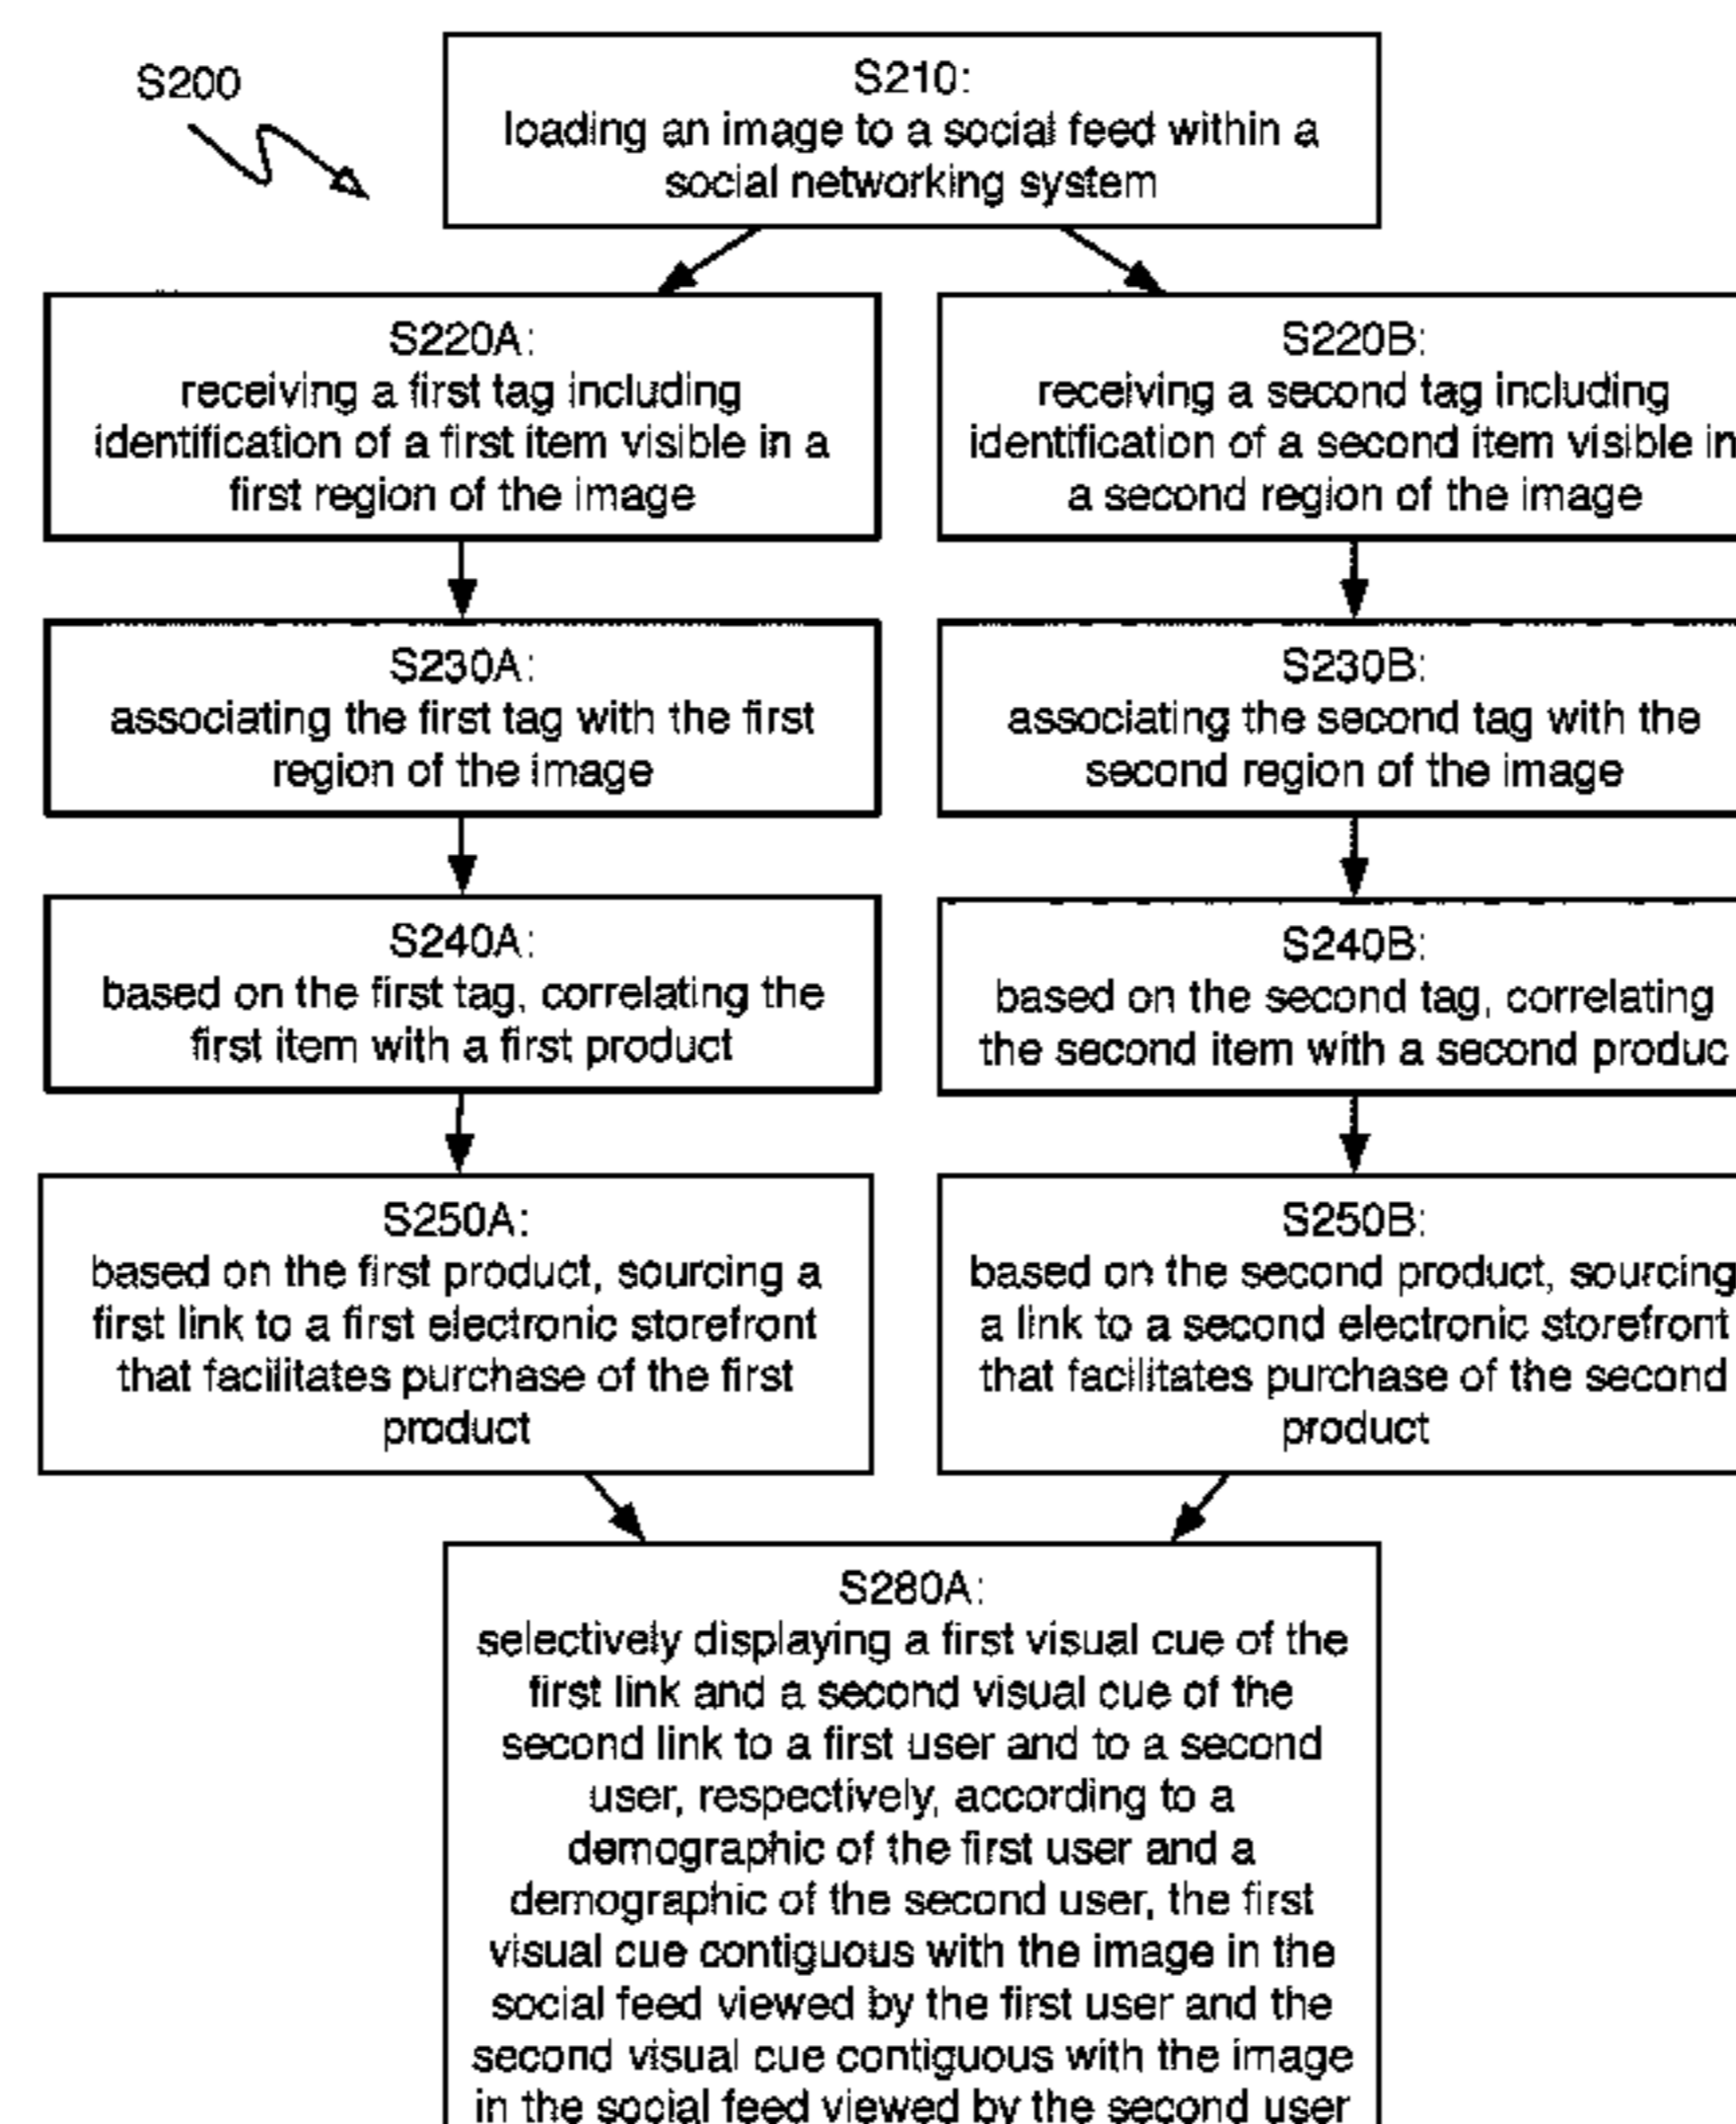 S200
S210:
loading an image to a social feed within a
social networking system
S220A:
receiving a first tag including
identification of a first item visible in a
first region of the image
S220B:
receiving a second tag including
identification of a second item visible in
a second region of the image
S230A:
associating the first tag with the first
region of the image
S230B:
associating the second tag with the
second region of the image
S240A:
based on the first tag, correlating the
first item with a first product
S240B:
based on the second tag, correlating
the second item with a second produc
S250A:
based on the first product, sourcing a
first link to a first electronic storefront
that facilitates purchase of the first
product
S250B:
based on the second product, sourcing
a link to a second electronic storefront
that facilitates purchase of the second
product
S280A:
selectively displaying a first visual cue of the
first link and a second visual cue of the
second link to a first user and to a second
user, respectively, according to a
demographic of the first user and a
demographic of the second user, the first
visual cue contiguous with the image in the
social feed viewed by the first user and the
second visual cue contiguous with the image
in the social feed viewed by the second user